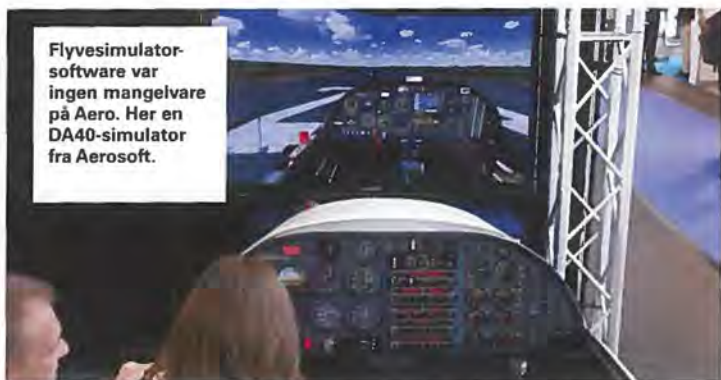 Flyvesimulator-
software var
ingen mangelvare
på Aero. Her en
DA40-simulator
fra Aerosoft.